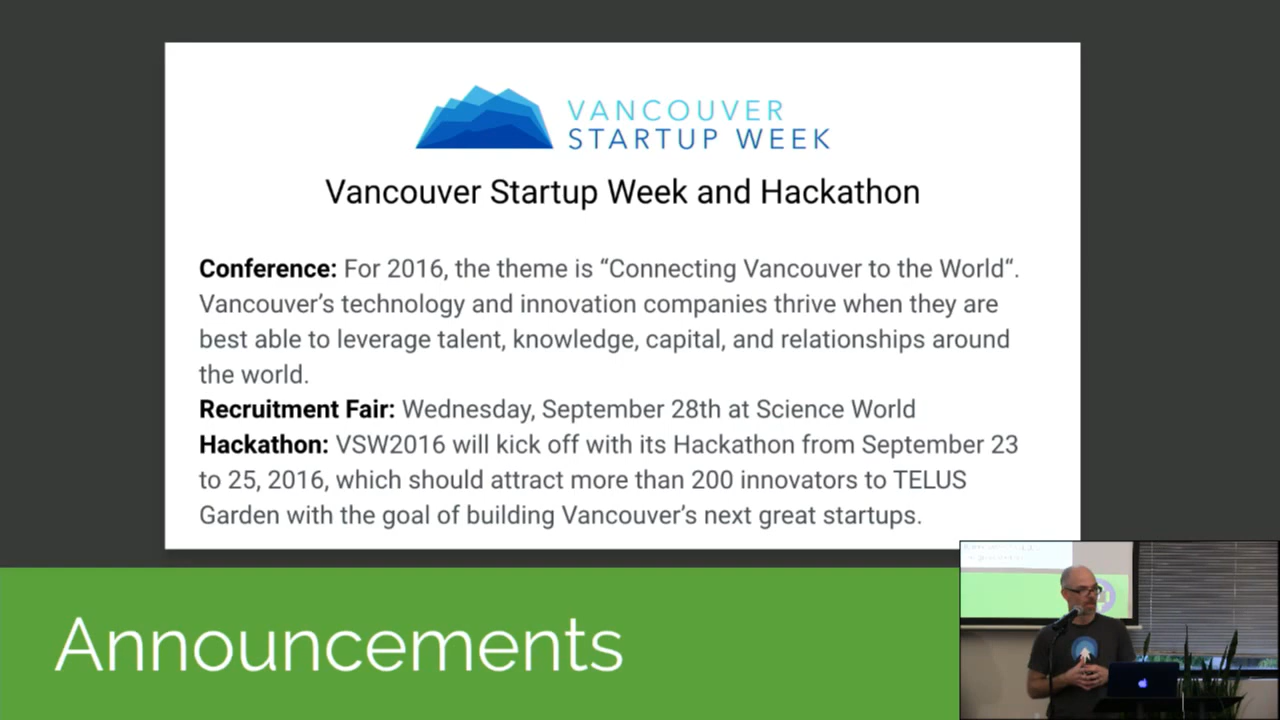 VANCOUVER
STARTUP WEEK
Vancouver Startup Week and Hackathon
Conference: For 2016, the theme is “Connecting Vancouver to the World“.
Vancouver’s technology and innovation companies thrive when they are
best able to leverage talent, knowledge, capital, and relationships around
the world.
Recruitment Fair: Wednesday, September 28th at Science World
Hackathon: VSW2016 will kick off with its Hackathon from September 23
to 25, 2016, which should attract more than 200 innovators to TELUS
Garden with the goal of building Vancouver’s next great startups.
Announcements